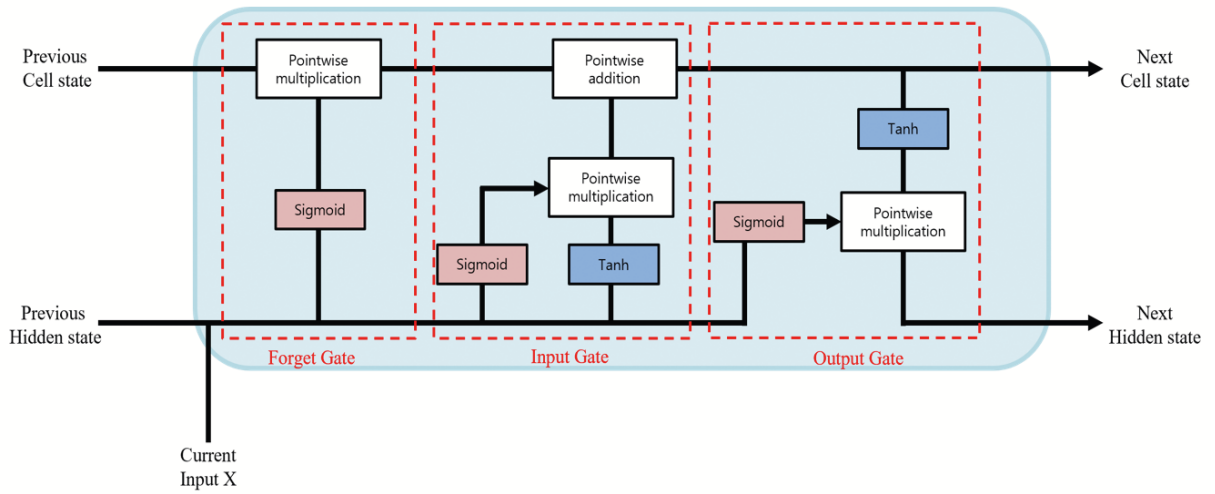 Previous
Cell state
Pointwise
multiplication
Pointwise
addition
Next
Cell state
Tanh
Pointwise
multiplication
Sigmoid
Sigmoid
Pointwise
multiplication
Sigmoid
Tanh
Previous
Hidden state
Next
Hidden state
Forget Gate
Input Gate
Output Gate
Current
Input X